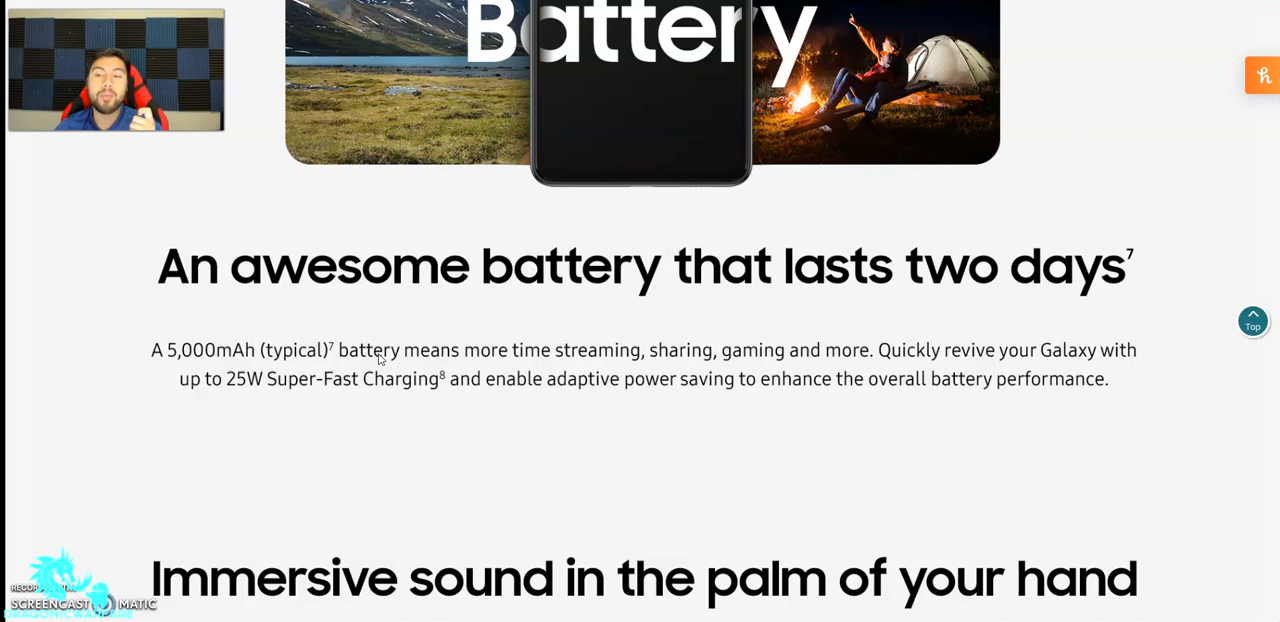 Battery
An awesome battery that lasts two days⁷
A 5,000mAh (typical)⁷ battery means more time streaming, sharing, gaming and more. Quickly revive your Galaxy with
up to 25W Super-Fast Charging⁸ and enable adaptive power saving to enhance the overall battery performance.
Top
Immersive sound in the palm of your hand
SCREENCAST MATIC
DRAGONICWARFARE